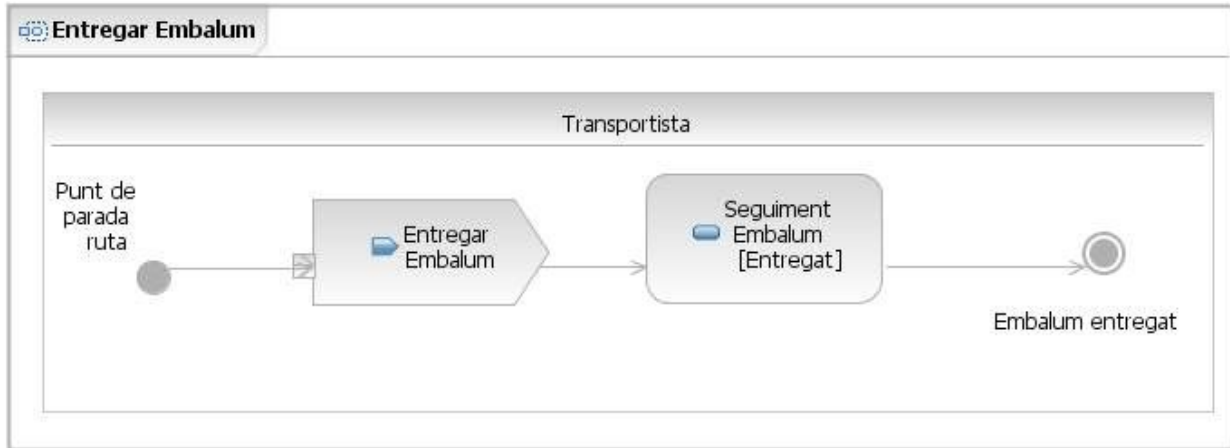 Entregar Embalum
Transportista
Punt de
parada
ruta
Entregar
Embalum
Seguiment
Embalum
[Entregat]
Embalum entregat